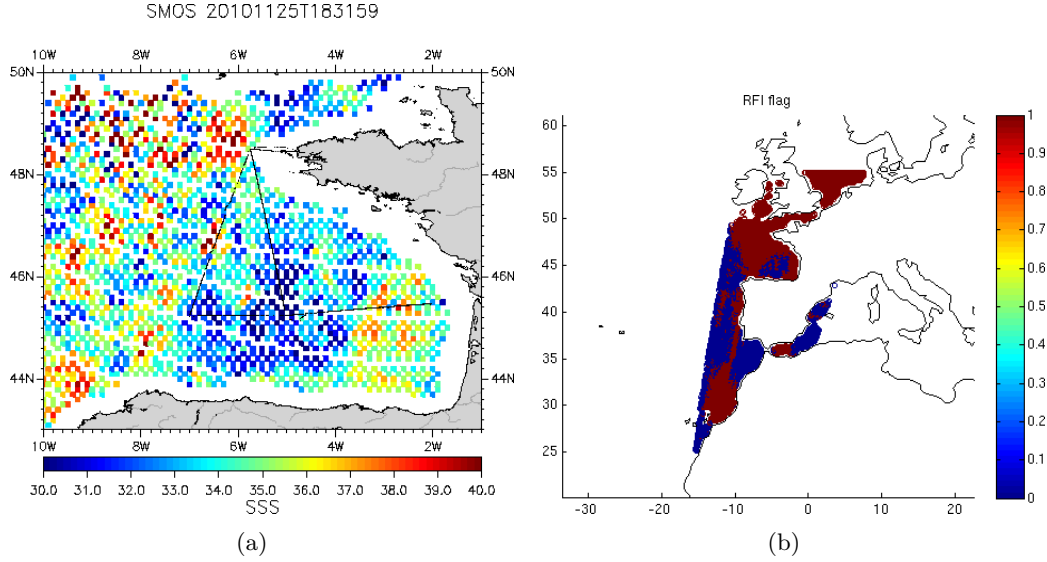 SMOS 20101125T183159
10W 8W 6W 4W 2W
50N 50N
48N 48N
46N 46N
44N 44N
10W 8W 6W 4W 2W
30.0 31.0 32.0 33.0 34.0 35.0 36.0 37.0 38.0 39.0 40.0
SSS
(a)
RFI flag
60
55
50
45
40
35
30
25
-30 -20 -10 0 10 20
1
0.9
0.8
0.7
0.6
0.5
0.4
0.3
0.2
0.1
0
(b)